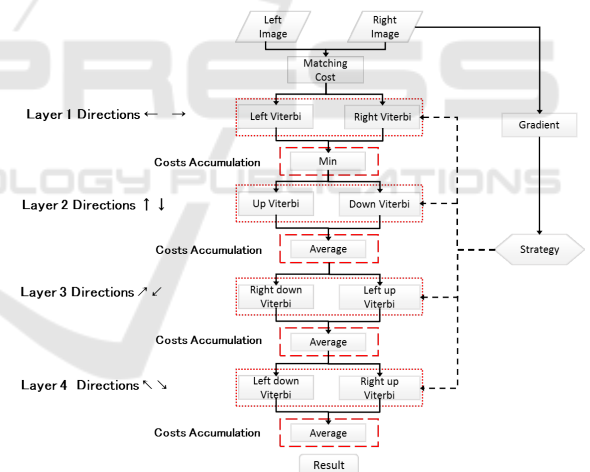 Left
Image
Right
Image
Matching
Cost
Layer 1 Directions ← →
Left Viterbi
Right Viterbi
Gradient
Costs Accumulation
Min
Layer 2 Directions ↑ ↓
Up Viterbi
Down Viterbi
Costs Accumulation
Average
Strategy
Layer 3 Directions ↗ ↙
Right down
Viterbi
Left up
Viterbi
Costs Accumulation
Average
Layer 4 Directions ↖ ↘
Left down
Viterbi
Right up
Viterbi
Costs Accumulation
Average
Result